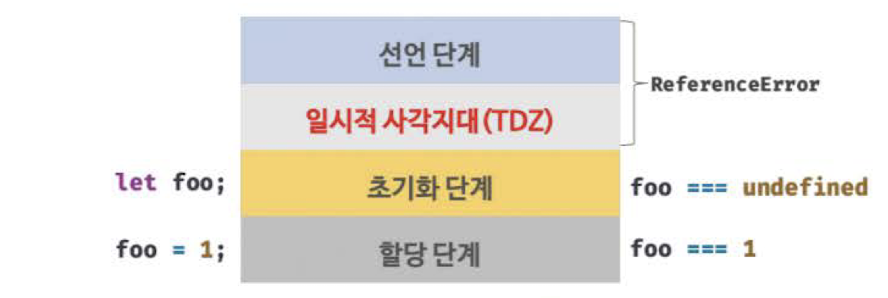 선언 단계
ReferenceError
일시적 사각지대(TDZ)
let foo;
초기화 단계
foo === undefined
foo = 1;
할당 단계
foo === 1